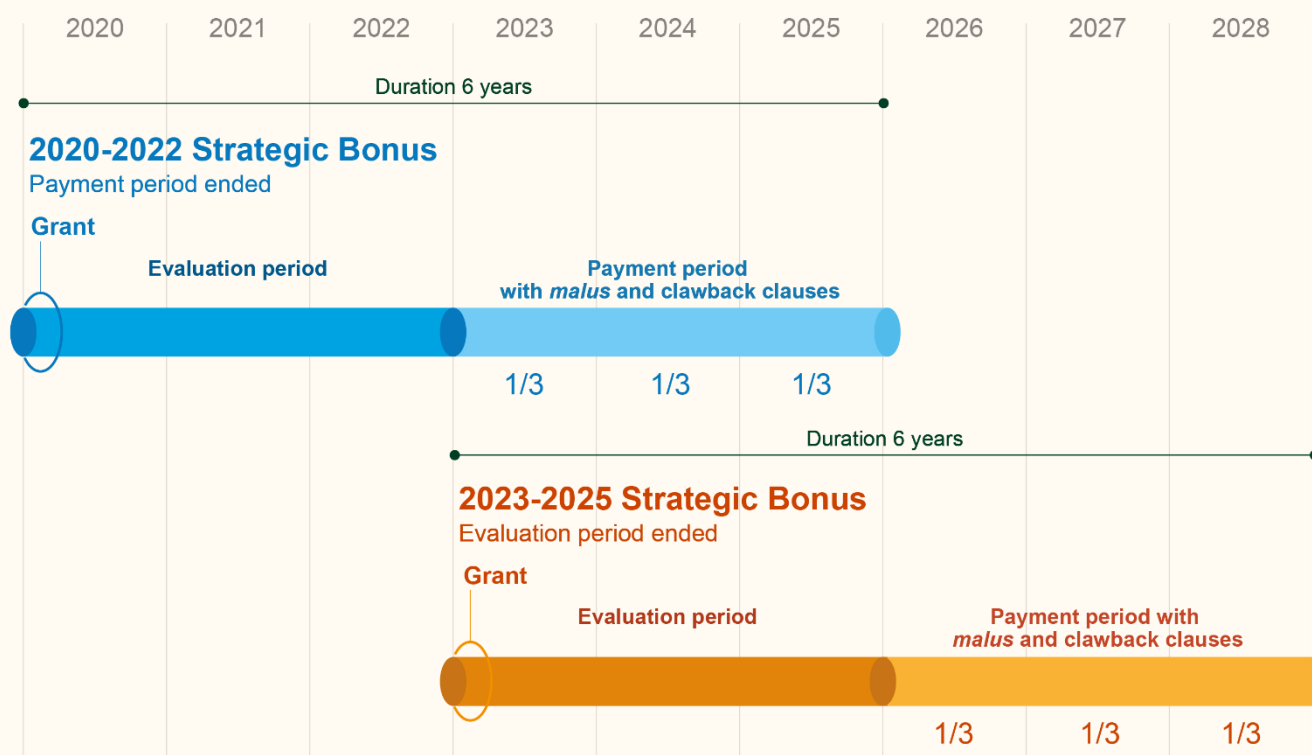 2020 2021 2022 2023 2024 2025 2026 2027 2028
Duration 6 years
2020-2022 Strategic Bonus
Payment period ended
Grant
Evaluation period
Payment period
with malus and clawback clauses
1/3 1/3 1/3
Duration 6 years
2023-2025 Strategic Bonus
Evaluation period ended
Grant
Evaluation period
Payment period with
malus and clawback clauses
1/3 1/3 1/3